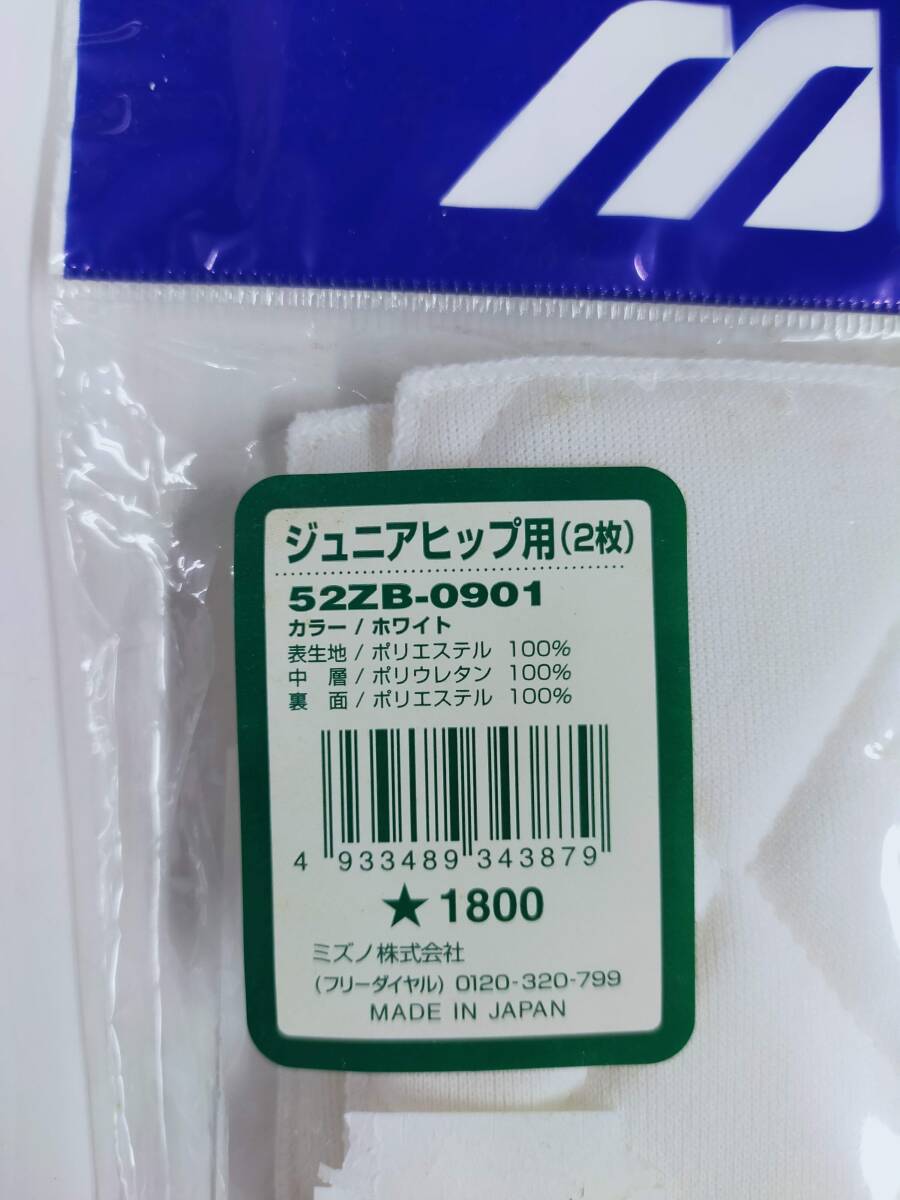 ジュニアヒップ用(2枚)
52ZB-0901
カラー/ホワイト
表生地/ポリエステル 100%
中 層/ポリウレタン 100%
裏 面/ポリエステル 100%
4 933489 343879
★1800
ミズノ株式会社
(フリーダイヤル) 0120-320-799
MADE IN JAPAN